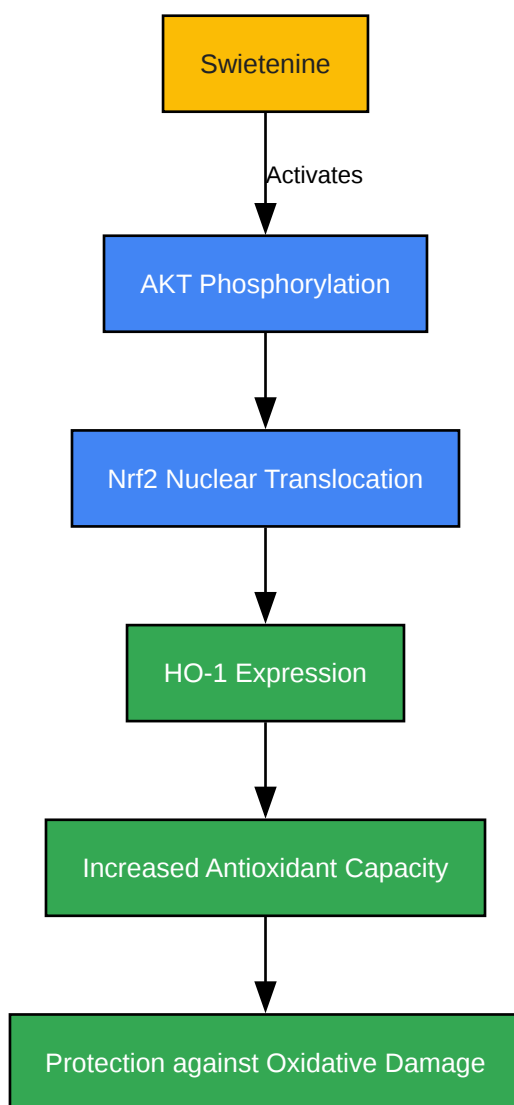 Swietenine
Activates
AKT Phosphorylation
Nrf2 Nuclear Translocation
HO-1 Expression
Increased Antioxidant Capacity
Protection against Oxidative Damage